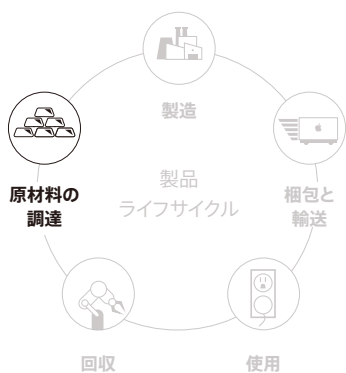 製造
原材料の
調達
製品
ライフサイクル
梱包と
輸送
回収
使用